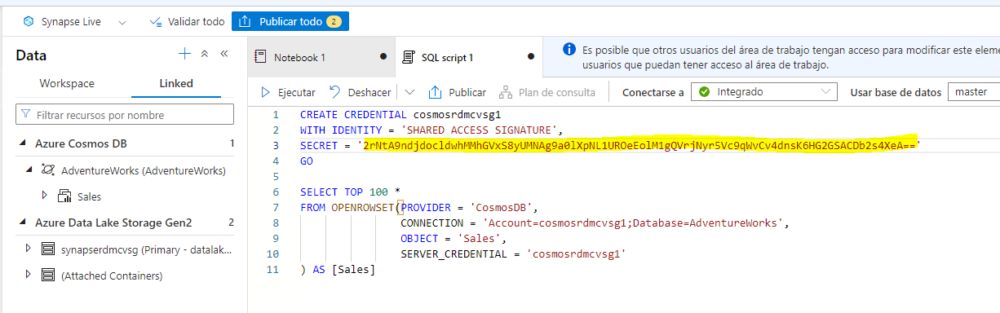 Synapse Live
Validar todo
Publicar todo 2
Data
Workspace
Linked
Filtrar recursos por nombre
Azure Cosmos DB 1
AdventureWorks (AdventureWorks)
Sales
Azure Data Lake Storage Gen2 2
synapserdmcvsg (Primary - datalak...
(Attached Containers)
Notebook 1
SQL script 1
Es posible que otros usuarios del área de trabajo tengan acceso para modificar este eleme
usuarios que puedan tener acceso al área de trabajo.
Ejecutar
Deshacer
Publicar
Plan de consulta
Conectarse a
Integrado
Usar base de datos
master
1 CREATE CREDENTIAL cosmosrdmcvsg1
2 WITH IDENTITY = 'SHARED ACCESS SIGNATURE',
3 SECRET = '2rNtA9ndjdocldwhMMhGVxS8yUMNAg9a0lXpNL1UROeEolM1gQVrjNyr5Vc9qWvCv4dnsK6HG2GSACDb2s4XeA=='
4 GO
5
6 SELECT TOP 100 *
7 FROM OPENROWSET(PROVIDER = 'CosmosDB',
8 CONNECTION = 'Account=cosmosrdmcvsg1;Database=AdventureWorks',
9 OBJECT = 'Sales',
10 SERVER_CREDENTIAL = 'cosmosrdmcvsg1'
11 ) AS [Sales]